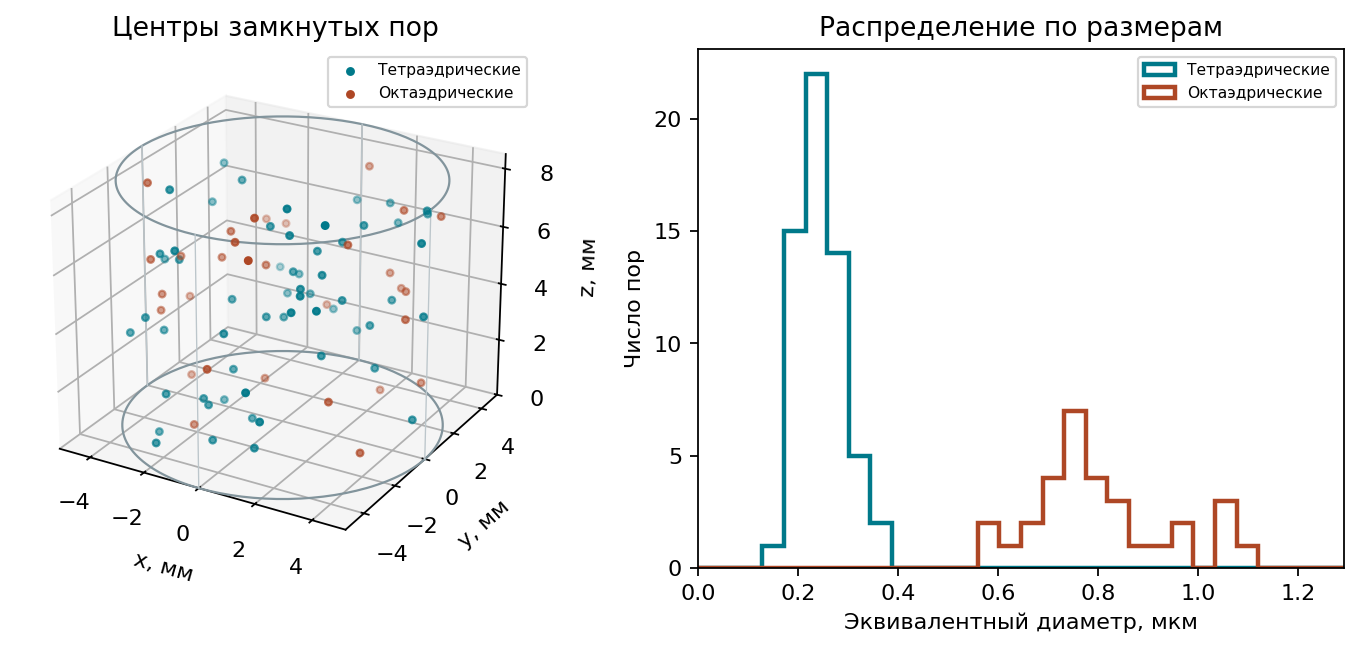 Центры замкнутых пор
Тетраэдрические
Октаэдрические
8
6
4
2
0
z, мм
−4
−2
0
2
4
x, мм
−4
−2
0
2
4
y, мм
Распределение по размерам
Тетраэдрические
Октаэдрические
20
15
10
5
0
Число пор
0.0 0.2 0.4 0.6 0.8 1.0 1.2
Эквивалентный диаметр, мкм